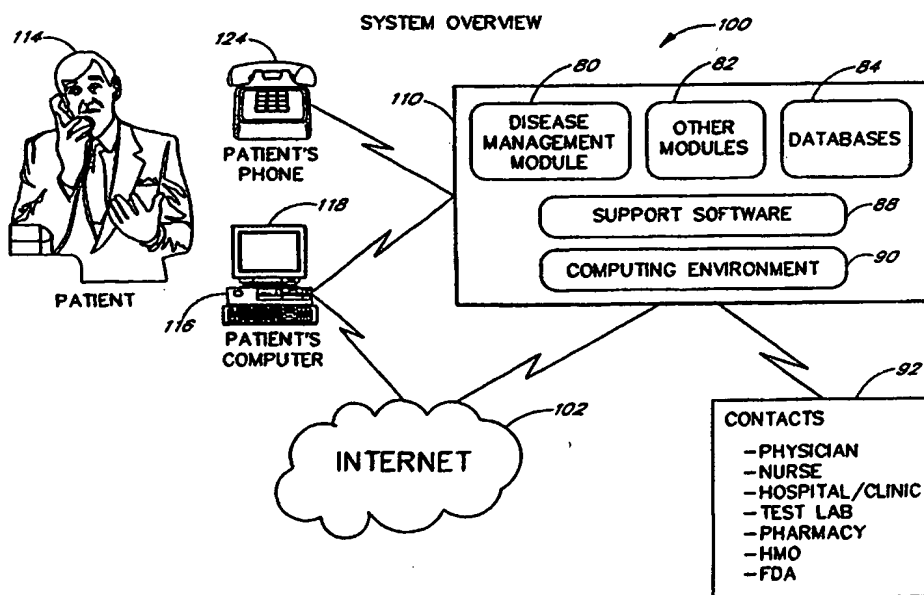 SYSTEM OVERVIEW
114
124
100
110
80
82
84
DISEASE
MANAGEMENT
MODULE
OTHER
MODULES
DATABASES
PATIENT'S
PHONE
118
SUPPORT SOFTWARE
88
COMPUTING ENVIRONMENT
90
PATIENT
116
PATIENT'S
COMPUTER
102
INTERNET
92
CONTACTS
-PHYSICIAN
-NURSE
-HOSPITAL/CLINIC
-TEST LAB
-PHARMACY
-HMO
-FDA